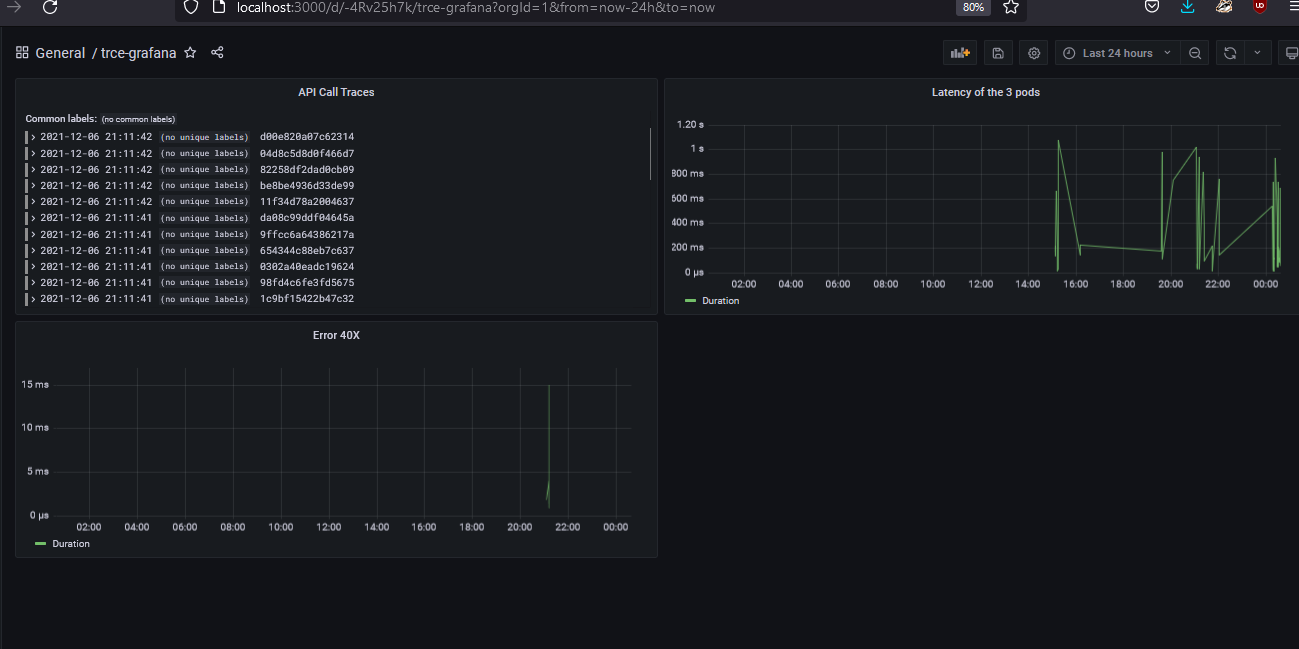 localhost:3000/d/-4Rv25h7k/trce-grafana?orgId=1&from=now-24h&to=now 80%
General / trce-grafana Last 24 hours
API Call Traces
Common labels: (no common labels)
2021-12-06 21:11:42 (no unique labels) d00e820a07c62314
2021-12-06 21:11:42 (no unique labels) 04d8c5d8d0f466d7
2021-12-06 21:11:42 (no unique labels) 82258df2dad0cb09
2021-12-06 21:11:42 (no unique labels) be8be4936d33de99
2021-12-06 21:11:42 (no unique labels) 11f34d78a2004637
2021-12-06 21:11:41 (no unique labels) da08c99ddf04645a
2021-12-06 21:11:41 (no unique labels) 9ffcc6a64386217a
2021-12-06 21:11:41 (no unique labels) 654344c88eb7c637
2021-12-06 21:11:41 (no unique labels) 0302a40eadc19624
2021-12-06 21:11:41 (no unique labels) 98fd4c6fe3fd5675
2021-12-06 21:11:41 (no unique labels) 1c9bf15422b47c32
Latency of the 3 pods
1.20 s
1 s
800 ms
600 ms
400 ms
200 ms
0 µs
02:00 04:00 06:00 08:00 10:00 12:00 14:00 16:00 18:00 20:00 22:00 00:00
Duration
Error 40X
15 ms
10 ms
5 ms
0 µs
02:00 04:00 06:00 08:00 10:00 12:00 14:00 16:00 18:00 20:00 22:00 00:00
Duration